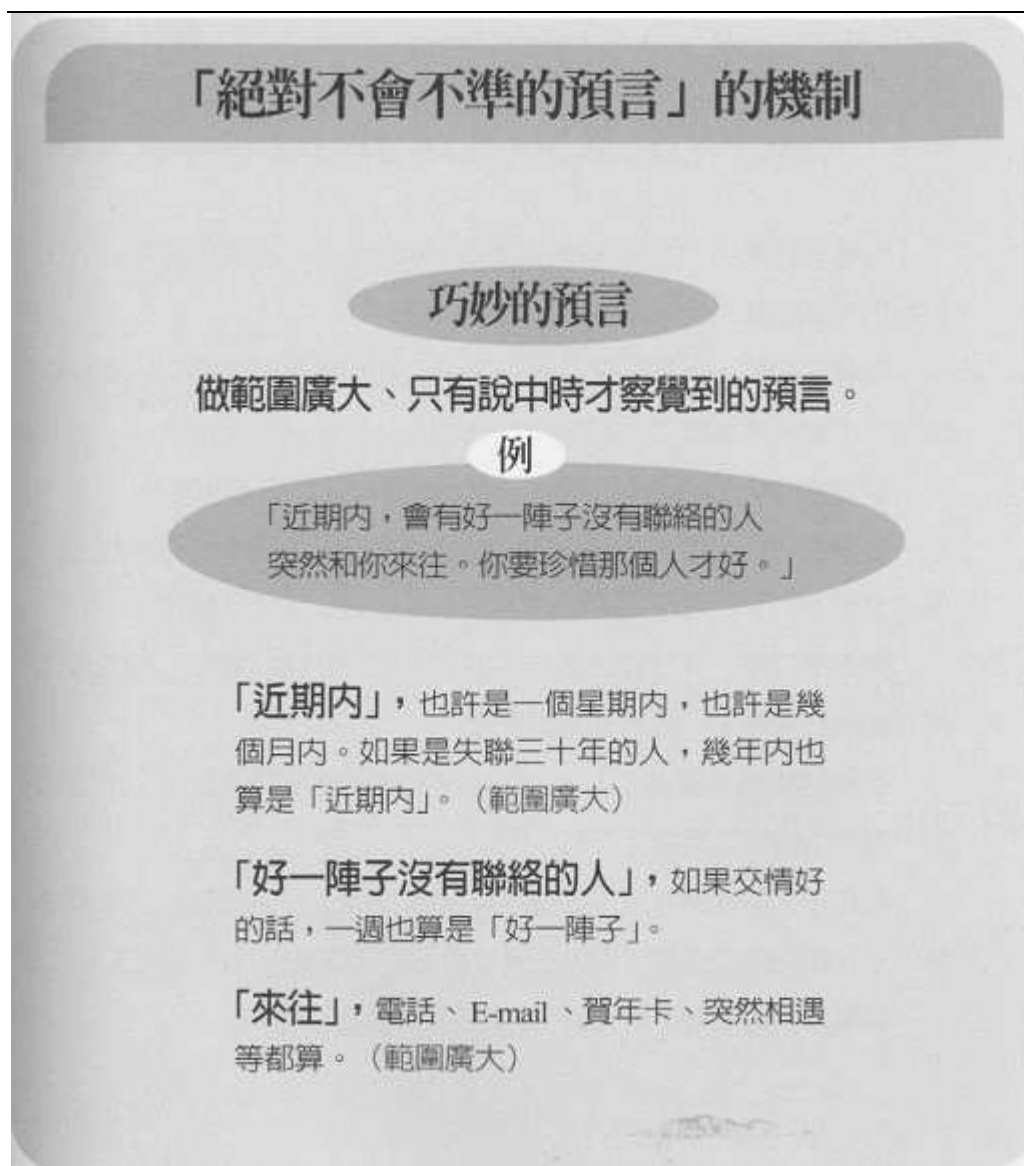 「絕對不會不準的預言」的機制
巧妙的預言
做範圍廣大、只有說中時才察覺到的預言。
例
「近期內，會有好一陣子沒有聯絡的人
突然和你來往。你要珍惜那個人才好。」
「近期內」，也許是一個星期內，也許是幾
個月內。如果是失聯三十年的人，幾年內也
算是「近期內」。（範圍廣大）
「好一陣子沒有聯絡的人」，如果交情好
的話，一週也算是「好一陣子」。
「來往」，電話、E-mail、賀年卡、突然相遇
等都算。（範圍廣大）